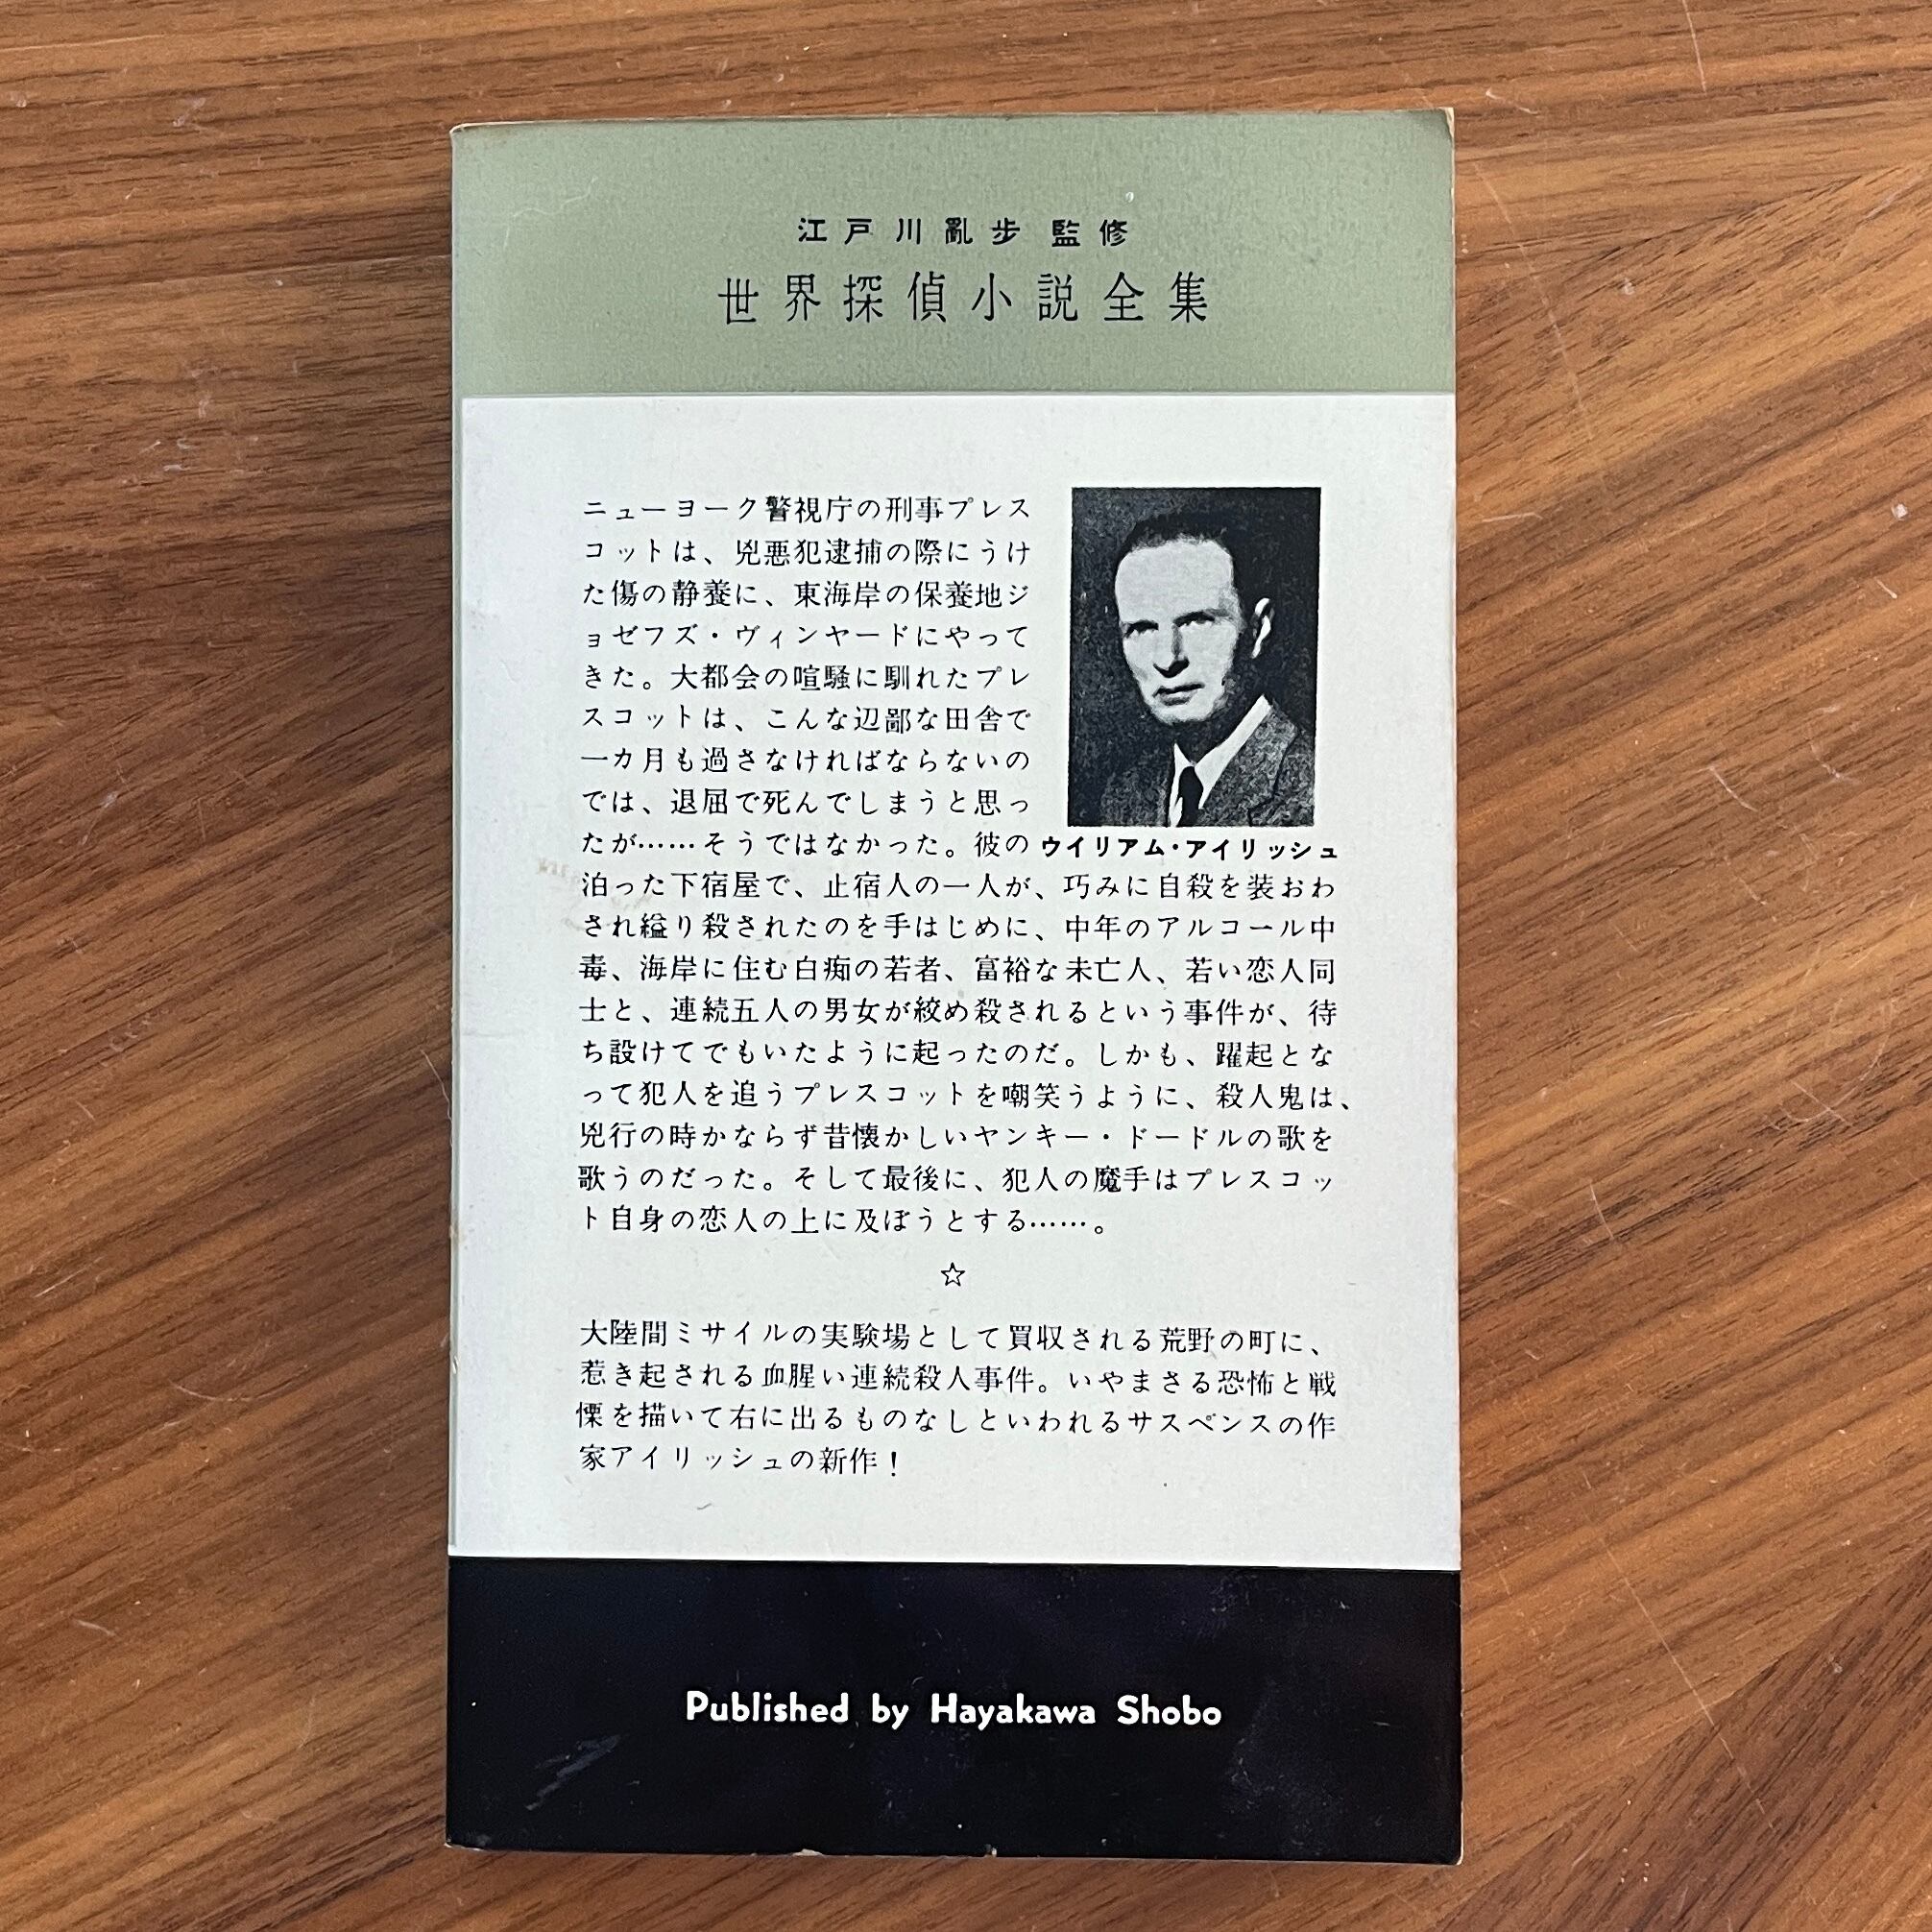 江戸川亂歩 監修
世界探偵小説全集
ニューヨーク警視庁の刑事プレス
コットは、兇悪犯逮捕の際にうけ
た傷の静養に、東海岸の保養地ジ
ョゼフズ・ヴィンヤードにやって
きた。大都会の喧騒に馴れたプレ
スコットは、こんな辺鄙な田舎で
一カ月も過さなければならないの
では、退屈で死んでしまうと思っ
たが……そうではなかった。彼の
ウイリアム・アイリッシュ
泊った下宿屋で、止宿人の一人が、巧みに自殺を装おわ
され縊り殺されたのを手はじめに、中年のアルコール中
毒、海岸に住む白痴の若者、富裕な未亡人、若い恋人同
士と、連続五人の男女が絞め殺されるという事件が、待
ち設けてでもいたように起ったのだ。しかも、躍起とな
って犯人を追うプレスコットを嘲笑うように、殺人鬼は、
兇行の時かならず昔懐かしいヤンキー・ドードルの歌を
歌うのだった。そして最後に、犯人の魔手はプレスコッ
ト自身の恋人の上に及ぼうとする……。
☆
大陸間ミサイルの実験場として買収される荒野の町に、
惹き起される血腥い連続殺人事件。いやまさる恐怖と戦
慄を描いて右に出るものなしといわれるサスペンスの作
家アイリッシュの新作！
Published by Hayakawa Shobo